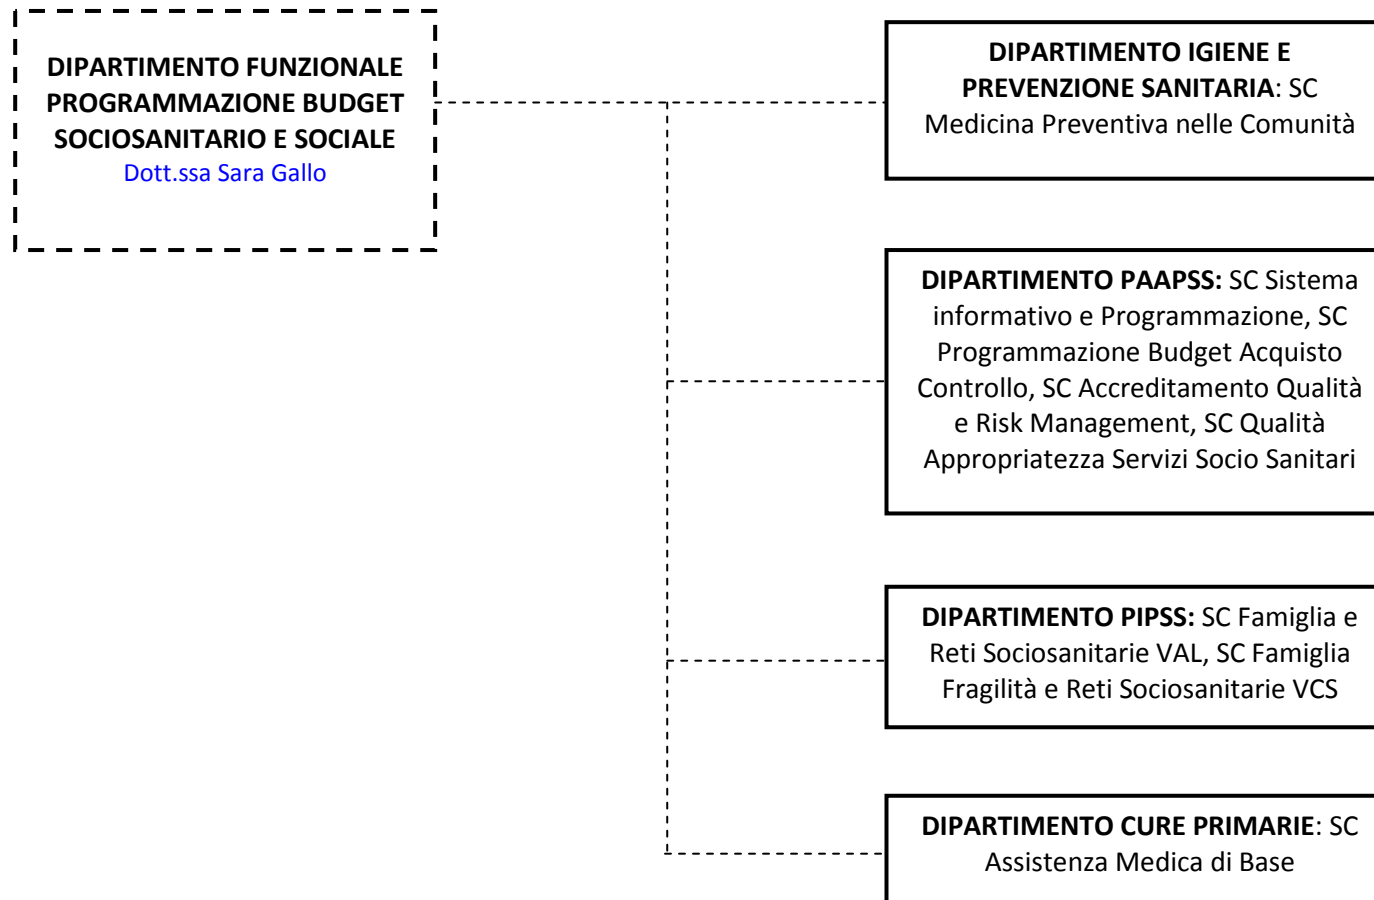 DIPARTIMENTO FUNZIONALE
PROGRAMMAZIONE BUDGET
SOCIOSANITARIO E SOCIALE
Dott.ssa Sara Gallo
DIPARTIMENTO IGIENE E
PREVENZIONE SANITARIA: SC
Medicina Preventiva nelle Comunità
DIPARTIMENTO PAAPSS: SC Sistema
informativo e Programmazione, SC
Programmazione Budget Acquisto
Controllo, SC Accreditamento Qualità
e Risk Management, SC Qualità
Appropriatezza Servizi Socio Sanitari
DIPARTIMENTO PIPSS: SC Famiglia e
Reti Sociosanitarie VAL, SC Famiglia
Fragilità e Reti Sociosanitarie VCS
DIPARTIMENTO CURE PRIMARIE: SC
Assistenza Medica di Base